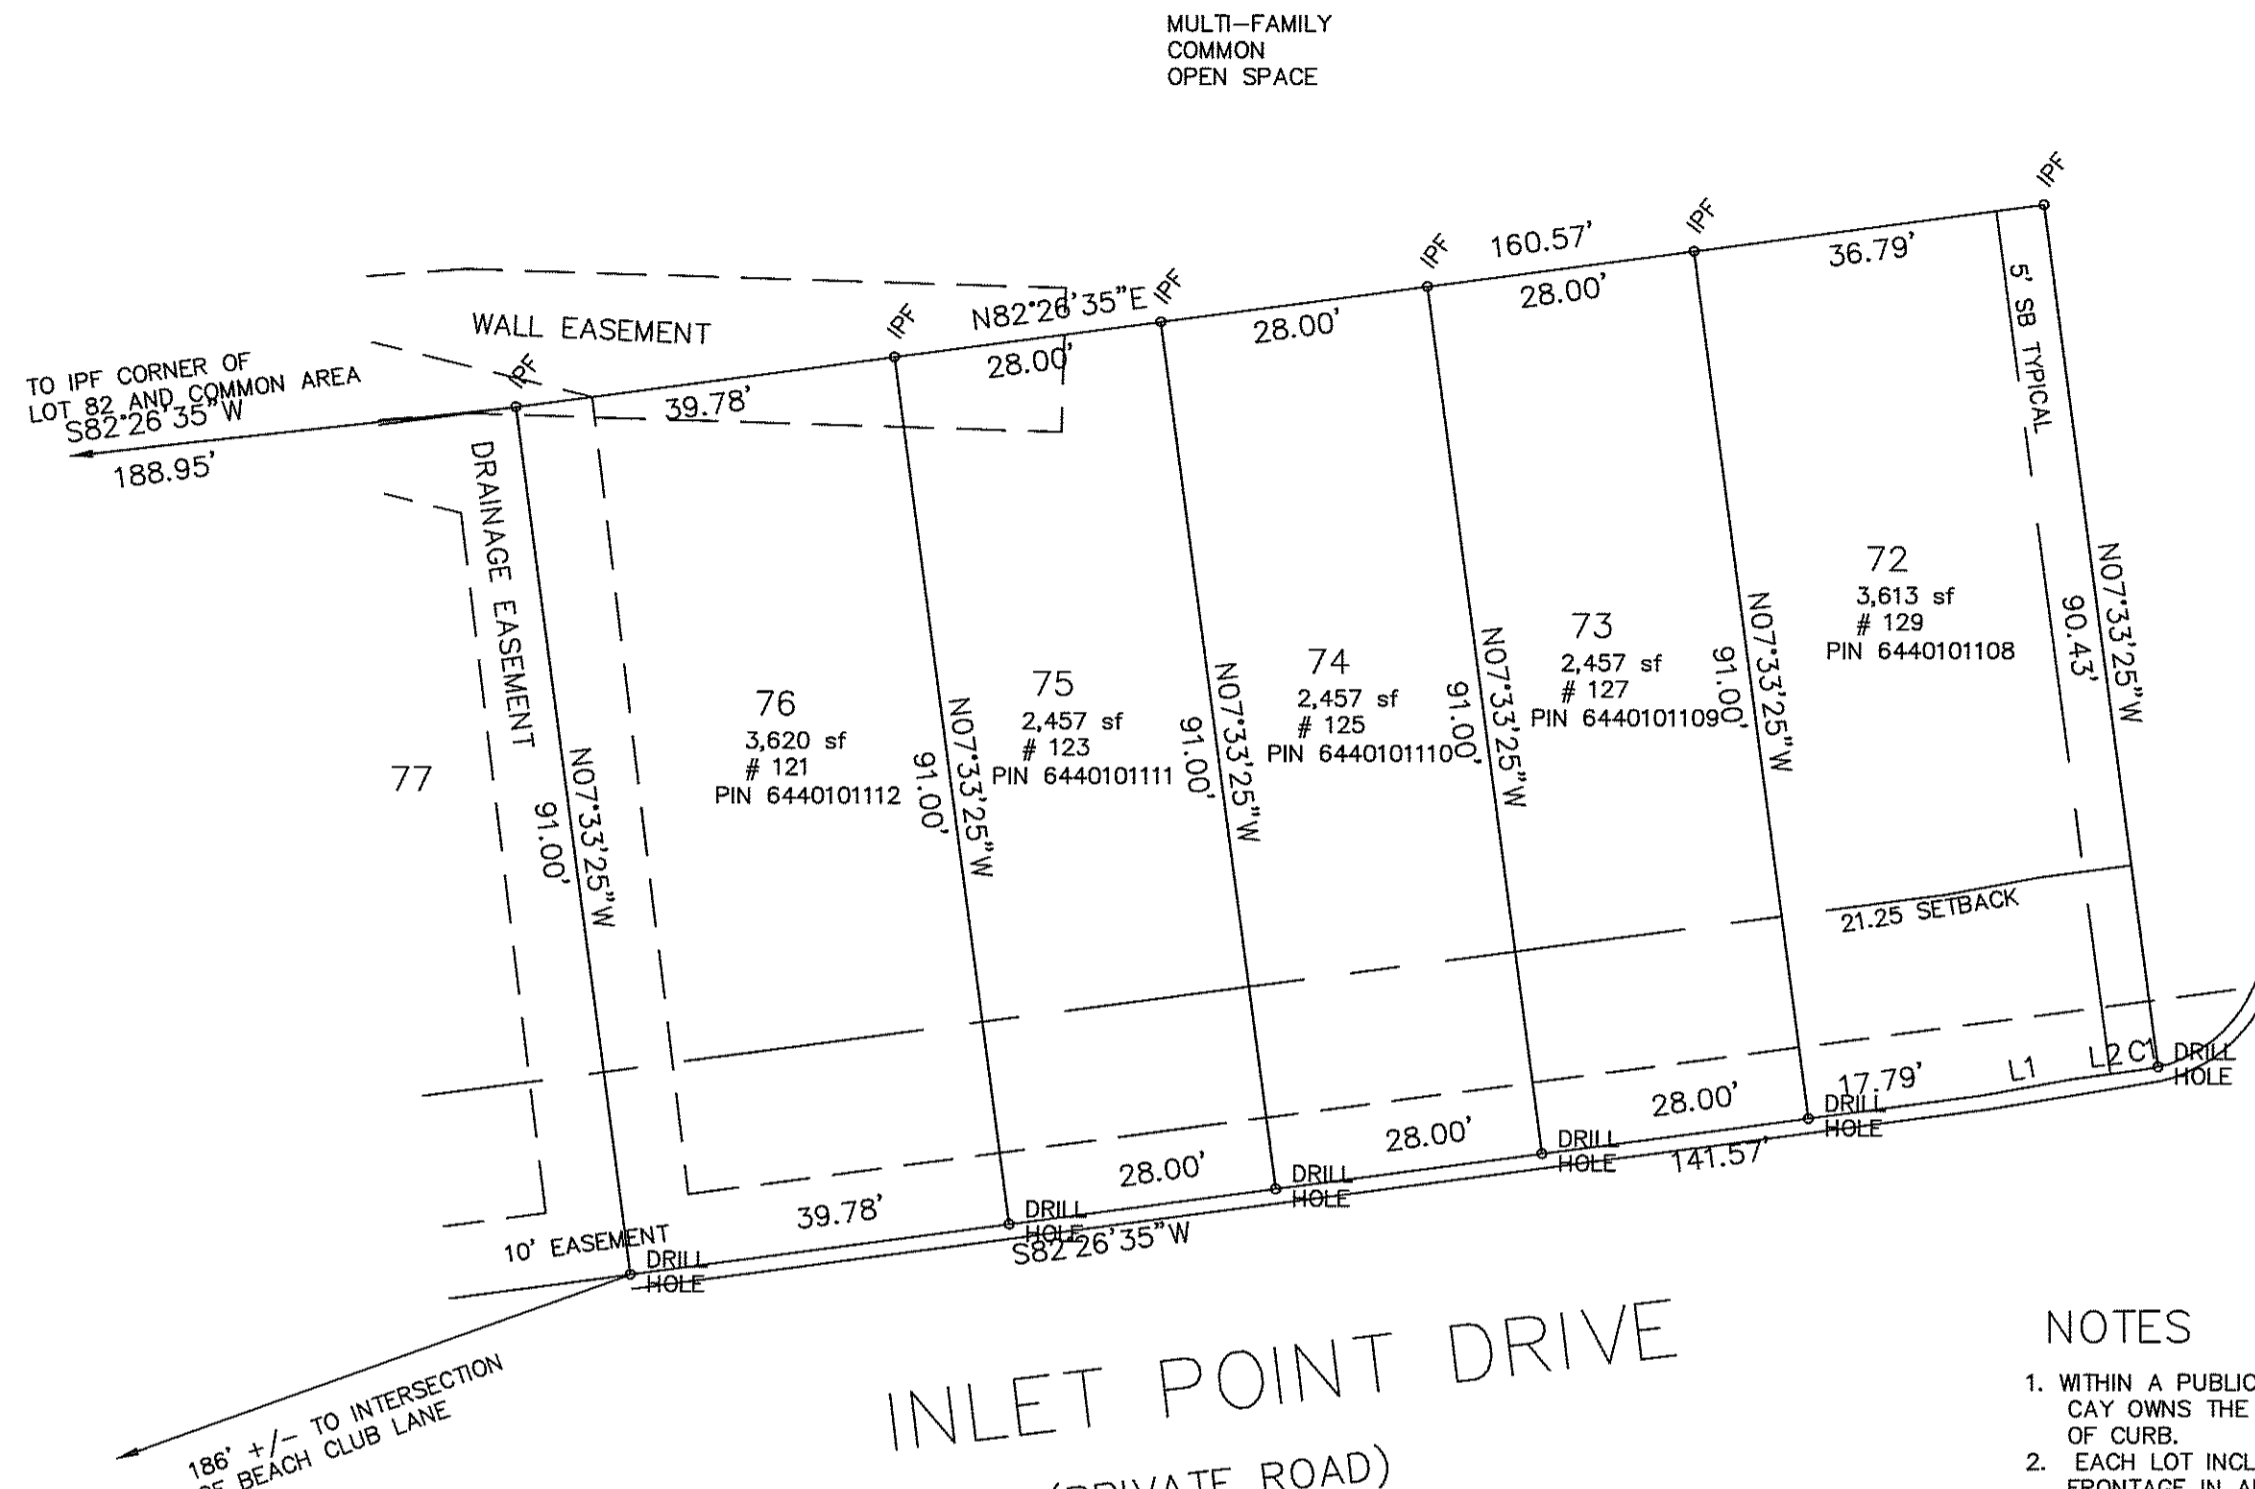 MULTI-FAMILY
COMMON
OPEN SPACE
IPF
IPF
IPF
IPF
IPF
IPF
160.57'
36.79'
28.00'
N82°26'35"E
28.00'
28.00'
39.78'
WALL EASEMENT
TO IPF CORNER OF
LOT 82 AND COMMON AREA
S82°26'35"W
188.95'
5' SB TYPICAL
DRAINAGE EASEMENT
77
N07°33'25"W
91.00'
76
3,620 sf
# 121
PIN 6440101112
N07°33'25"W
91.00'
75
2,457 sf
# 123
PIN 6440101111
N07°33'25"W
91.00'
74
2,457 sf
# 125
PIN 6440101110
N07°33'25"W
91.00'
73
2,457 sf
# 127
PIN 6440101109
N07°33'25"W
91.00'
72
3,613 sf
# 129
PIN 6440101108
N07°33'25"W
90.43'
21.25 SETBACK
10' EASEMENT
39.78'
28.00'
28.00'
28.00'
17.79'
L1
L2
C1
DRILL
HOLE
DRILL
HOLE
DRILL
HOLE
DRILL
HOLE
DRILL
HOLE
DRILL
HOLE
141.57'
S82°26'35"W
186' +/- TO INTERSECTION
OF BEACH CLUB LANE
INLET POINT DRIVE
(PRIVATE ROAD)
NOTES
1. WITHIN A PUBLIC
CAY OWNS THE
OF CURB.
2. EACH LOT INCL
FRONTAGE IN